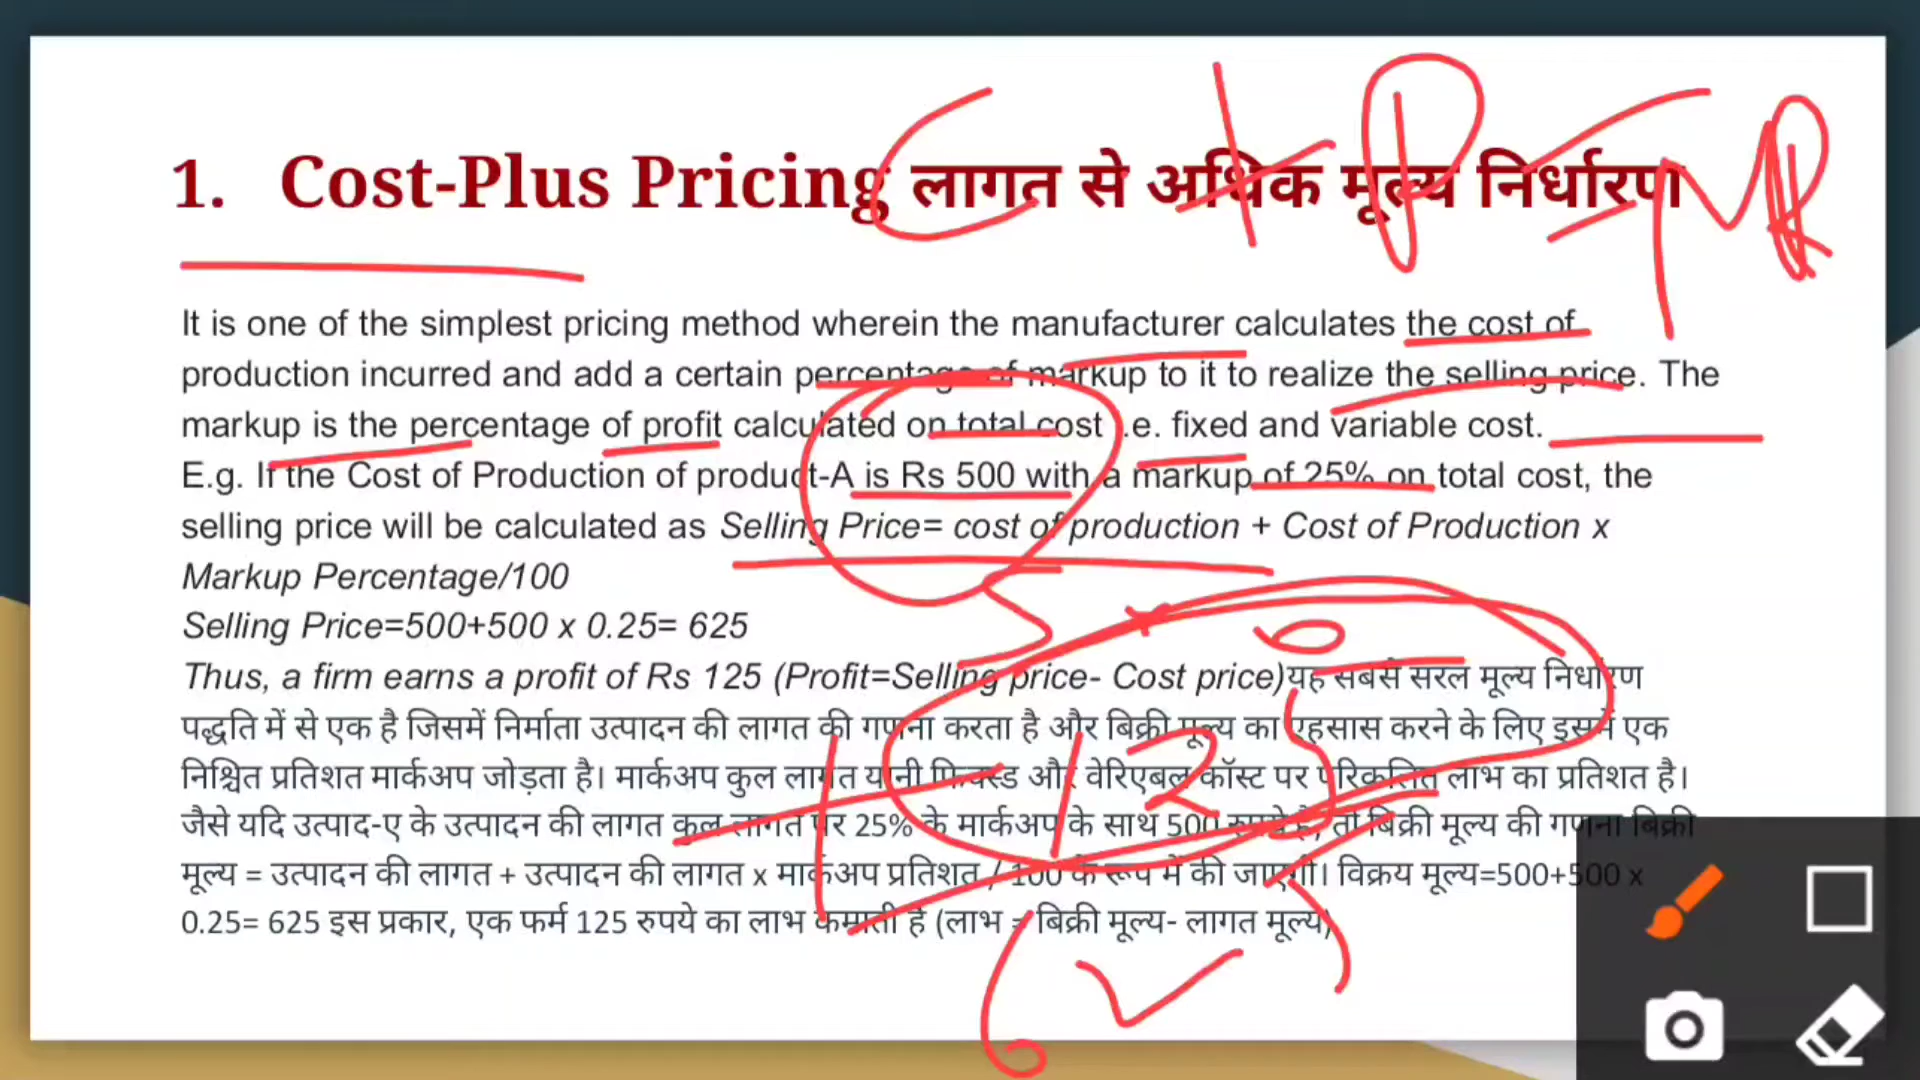 1. Cost-Plus Pricing लागत से अधिक मूल्य निर्धारण
C + P = MP
It is one of the simplest pricing method wherein the manufacturer calculates the cost of
production incurred and add a certain percentage of markup to it to realize the selling price. The
markup is the percentage of profit calculated on total cost i.e. fixed and variable cost.
E.g. If the Cost of Production of product-A is Rs 500 with a markup of 25% on total cost, the
selling price will be calculated as Selling Price= cost of production + Cost of Production x
Markup Percentage/100
Selling Price=500+500 x 0.25= 625
Thus, a firm earns a profit of Rs 125 (Profit=Selling price- Cost price)यह सबसे सरल मूल्य निर्धारण
पद्धति में से एक है जिसमें निर्माता उत्पादन की लागत की गणना करता है और बिक्री मूल्य का एहसास करने के लिए इसमें एक
निश्चित प्रतिशत मार्कअप जोड़ता है। मार्कअप कुल लागत यानी फिक्स्ड और वेरिएबल कॉस्ट पर परिकलित लाभ का प्रतिशत है।
जैसे यदि उत्पाद-ए के उत्पादन की लागत कुल लागत पर 25% के मार्कअप के साथ 500 रुपये है, तो बिक्री मूल्य की गणना बिक्री
मूल्य = उत्पादन की लागत + उत्पादन की लागत x मार्कअप प्रतिशत / 100 के रूप में की जाएगी। विक्रय मूल्य=500+500 x
0.25= 625 इस प्रकार, एक फर्म 125 रुपये का लाभ कमाती है (लाभ = बिक्री मूल्य- लागत मूल्य)
125